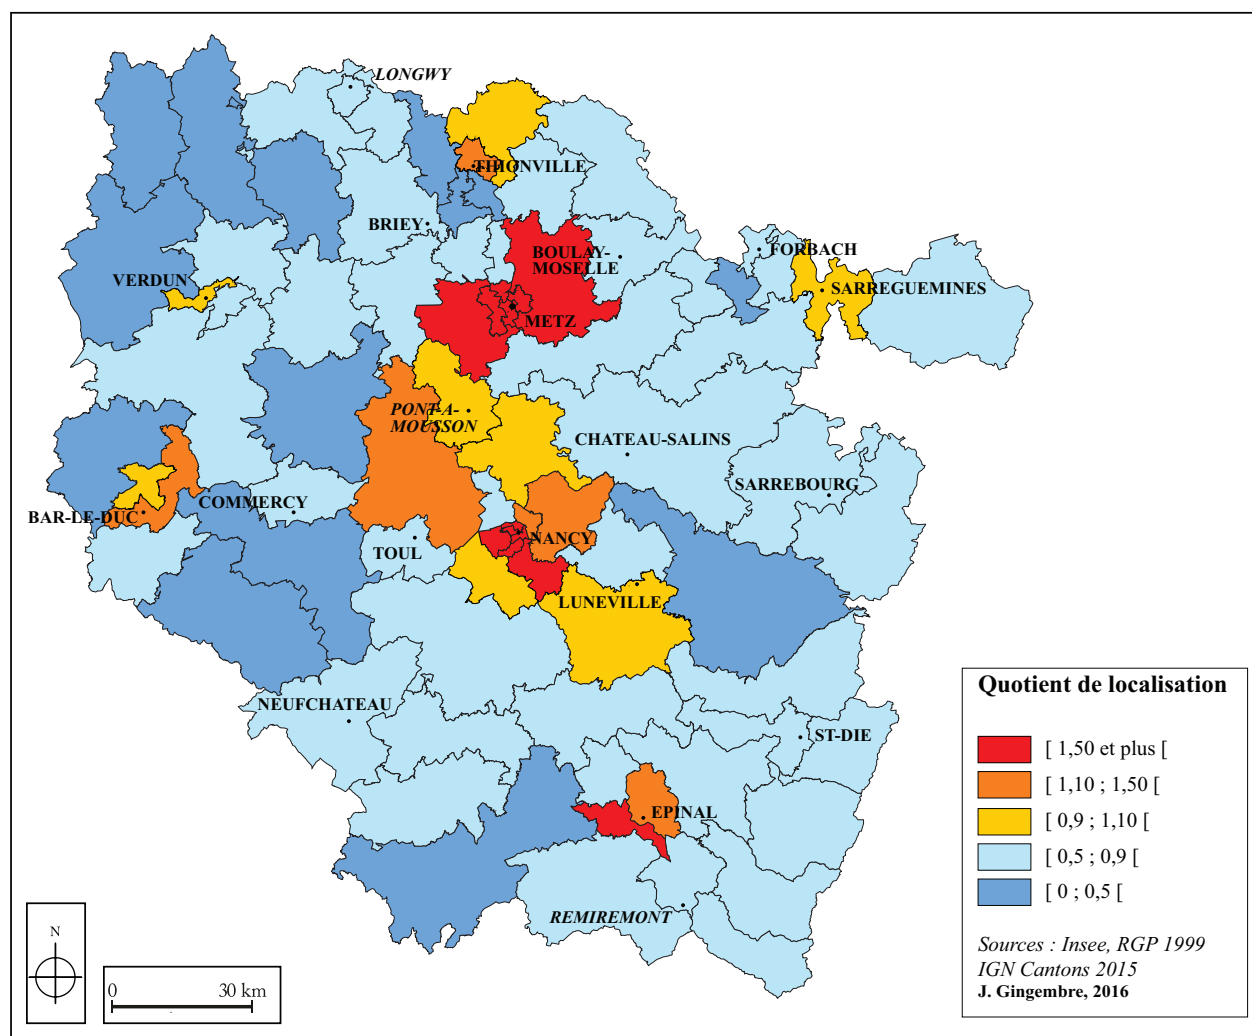 LONGWY
THIONVILLE
BRIEY
BOULAY-
MOSELLE
FORBACH
VERDUN
SARREGUEMINES
METZ
PONT-A-
MOUSSON
CHATEAU-SALINS
SARREBOURG
COMMERCY
BAR-LE-DUC
NANCY
TOUL
LUNEVILLE
NEUFCHATEAU
ST-DIE
EPINAL
REMIREMONT
Quotient de localisation
[ 1,50 et plus [
[ 1,10 ; 1,50 [
[ 0,9 ; 1,10 [
[ 0,5 ; 0,9 [
[ 0 ; 0,5 [
Sources : Insee, RGP 1999
IGN Cantons 2015
J. Gingembre, 2016
N
0 30 km